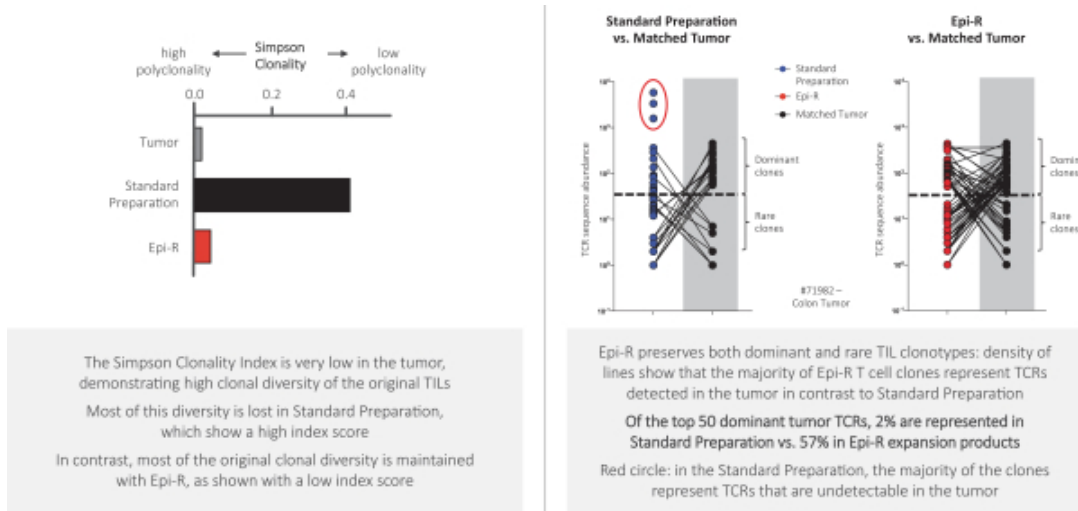 high
polyclonality
Simpson
Clonality
low
polyclonality
0.0
0.2
0.4
Tumor
Standard
Preparation
Epi-R
The Simpson Clonality Index is very low in the tumor,
demonstrating high clonal diversity of the original TILs
Most of this diversity is lost in Standard Preparation,
which show a high index score
In contrast, most of the original clonal diversity is maintained
with Epi-R, as shown with a low index score
Standard Preparation
vs. Matched Tumor
Standard
Preparation
Epi-R
Matched Tumor
TCR sequence abundance
Dominant
clones
Rare
clones
#71982 –
Colon Tumor
Epi-R
vs. Matched Tumor
TCR sequence abundance
Domin
clones
Rare
clones
Epi-R preserves both dominant and rare TIL clonotypes: density of
lines show that the majority of Epi-R T cell clones represent TCRs
detected in the tumor in contrast to Standard Preparation
Of the top 50 dominant tumor TCRs, 2% are represented in
Standard Preparation vs. 57% in Epi-R expansion products
Red circle: in the Standard Preparation, the majority of the clones
represent TCRs that are undetectable in the tumor